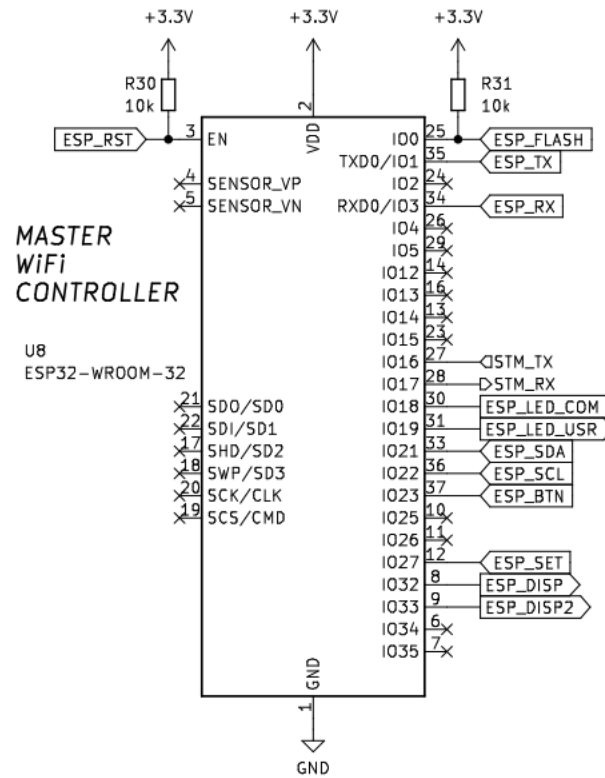 +3.3V +3.3V +3.3V
R30 R31
10k 10k
2
VDD
ESP_RST 3 EN IO0 25 ESP_FLASH
TXD0/IO1 35 ESP_TX
4 SENSOR_VP IO2 24
5 SENSOR_VN RXD0/IO3 34 ESP_RX
IO4 26
IO5 29
IO12 14
IO13 16
IO14 13
IO15 23
MASTER
WiFi
CONTROLLER
U8
ESP32-WROOM-32
IO16 27 STM_TX
IO17 28 STM_RX
21 SDO/SD0 IO18 30 ESP_LED_COM
22 SDI/SD1 IO19 31 ESP_LED_USR
17 SHD/SD2 IO21 33 ESP_SDA
18 SWP/SD3 IO22 36 ESP_SCL
20 SCK/CLK IO23 37 ESP_BTN
19 SCS/CMD IO25 10
IO26 11
IO27 12 ESP_SET
IO32 8 ESP_DISP
IO33 9 ESP_DISP2
IO34 6
IO35 7
GND
1
GND